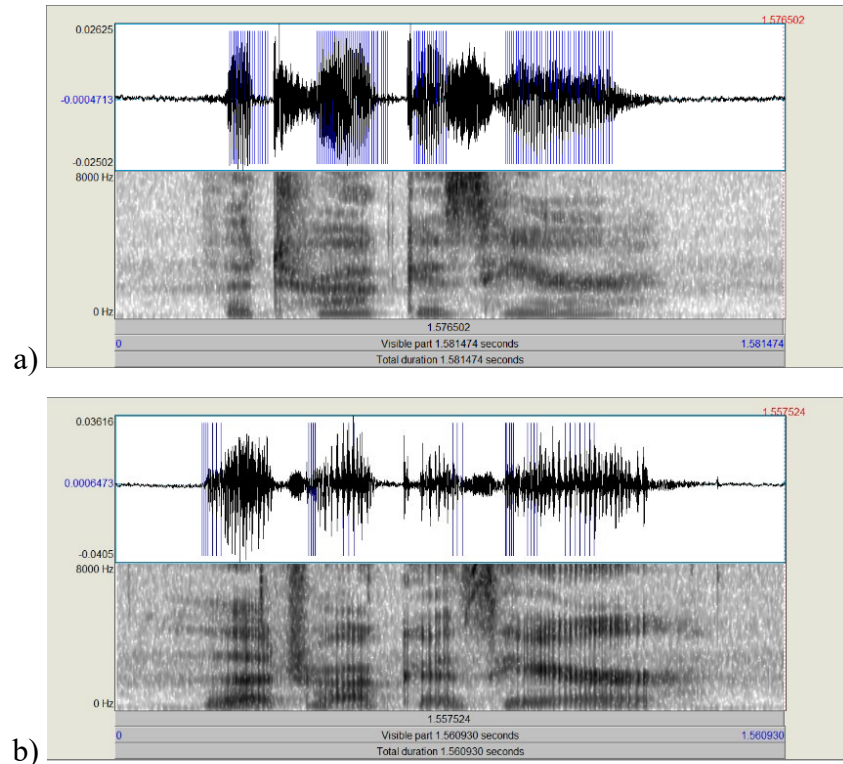 1.576502
0.02625
-0.0004713
-0.02502
8000 Hz
0 Hz
1.576502
0 Visible part 1.581474 seconds 1.581474
Total duration 1.581474 seconds
a)
1.557524
0.03616
0.0006473
-0.0405
8000 Hz
0 Hz
1.557524
0 Visible part 1.560930 seconds 1.560930
Total duration 1.560930 seconds
b)